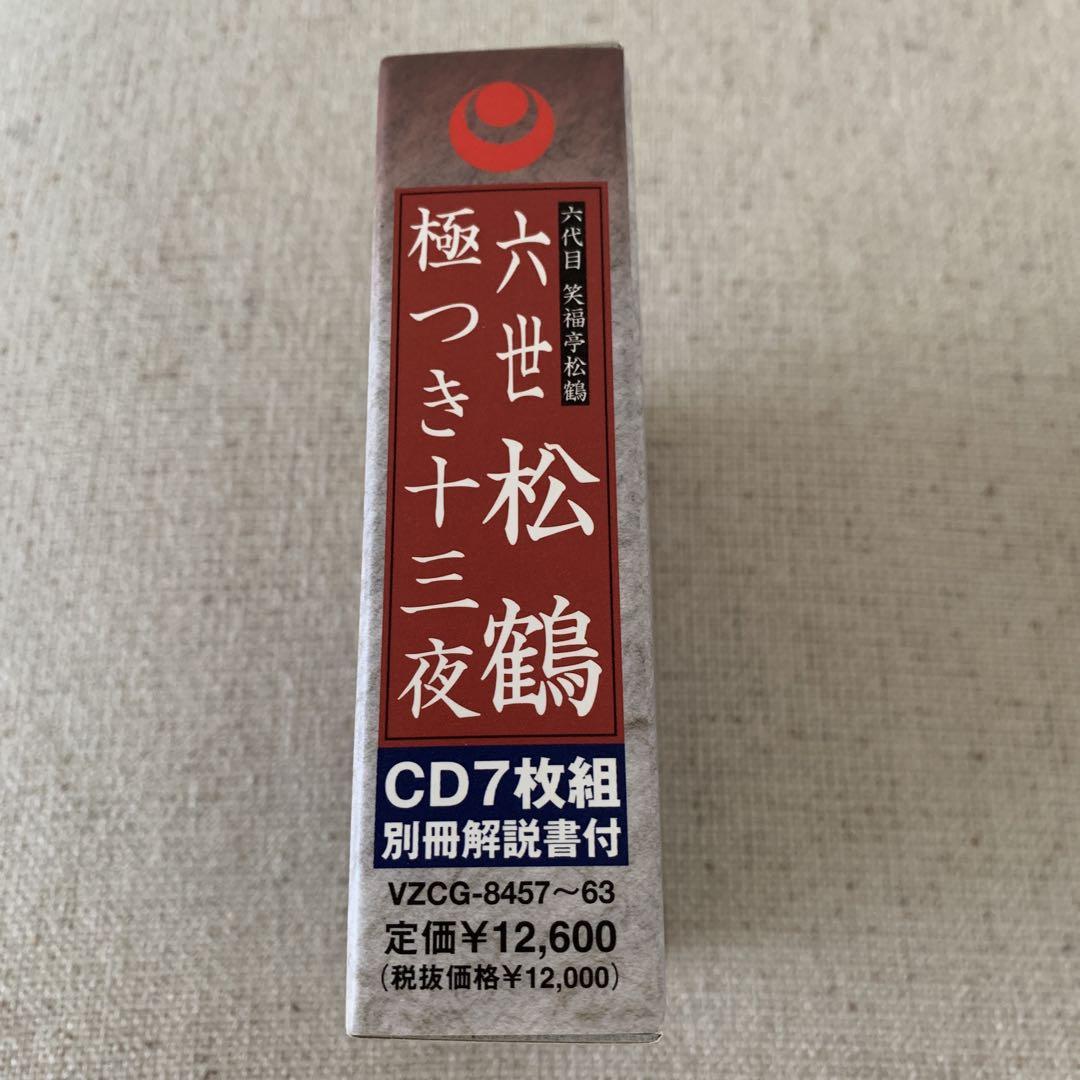 六代目 笑福亭松鶴
六世松鶴
極つき十三夜
CD7枚組
別冊解説書付
VZCG-8457～63
定価¥12,600
(税抜価格¥12,000)